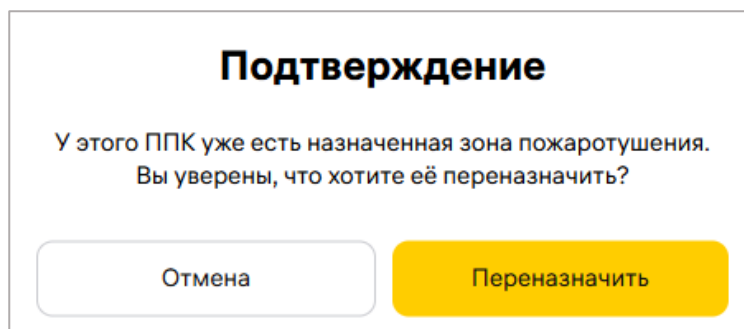 Подтверждение
У этого ППК уже есть назначенная зона пожаротушения.
Вы уверены, что хотите её переназначить?
Отмена
Переназначить